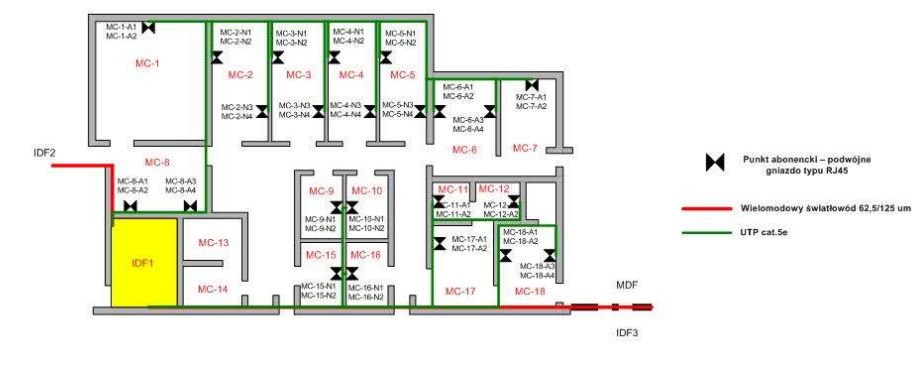 MC-1-A1
MC-1-A2
MC-1
MC-2-N1
MC-2-N2
MC-2
MC-2-N3
MC-2-N4
MC-3-N1
MC-3-N2
MC-3
MC-3-N3
MC-3-N4
MC-4-N1
MC-4-N2
MC-4
MC-4-N3
MC-4-N4
MC-5-N1
MC-5-N2
MC-5
MC-5-N3
MC-5-N4
MC-6-A1
MC-6-A2
MC-6-A3
MC-6-A4
MC-6
MC-7-A1
MC-7-A2
MC-7
IDF2
MC-8
MC-8-A1
MC-8-A2
MC-8-A3
MC-8-A4
MC-9
MC-9-N1
MC-9-N2
MC-10
MC-10-N1
MC-10-N2
MC-11
MC-11-A1
MC-11-A2
MC-12
MC-12-A1
MC-12-A2
IDF1
MC-13
MC-14
MC-15
MC-15-N1
MC-15-N2
MC-16
MC-16-N1
MC-16-N2
MC-17-A1
MC-17-A2
MC-17
MC-18-A1
MC-18-A2
MC-18-A3
MC-18-A4
MC-18
MDF
IDF3
Punkt abonencki – podwójne
gniazdo typu RJ45
Wielomodowy światłowód 62,5/125 um
UTP cat.5e